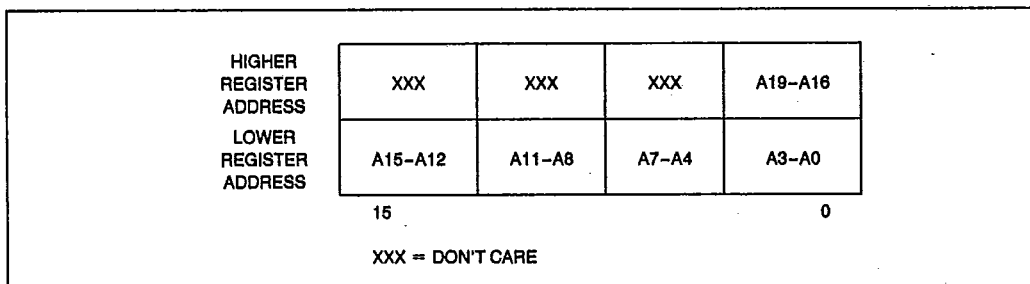 HIGHER
REGISTER
ADDRESS
XXX XXX XXX A19–A16
LOWER
REGISTER
ADDRESS
A15–A12 A11–A8 A7–A4 A3–A0
15 0
XXX = DON'T CARE